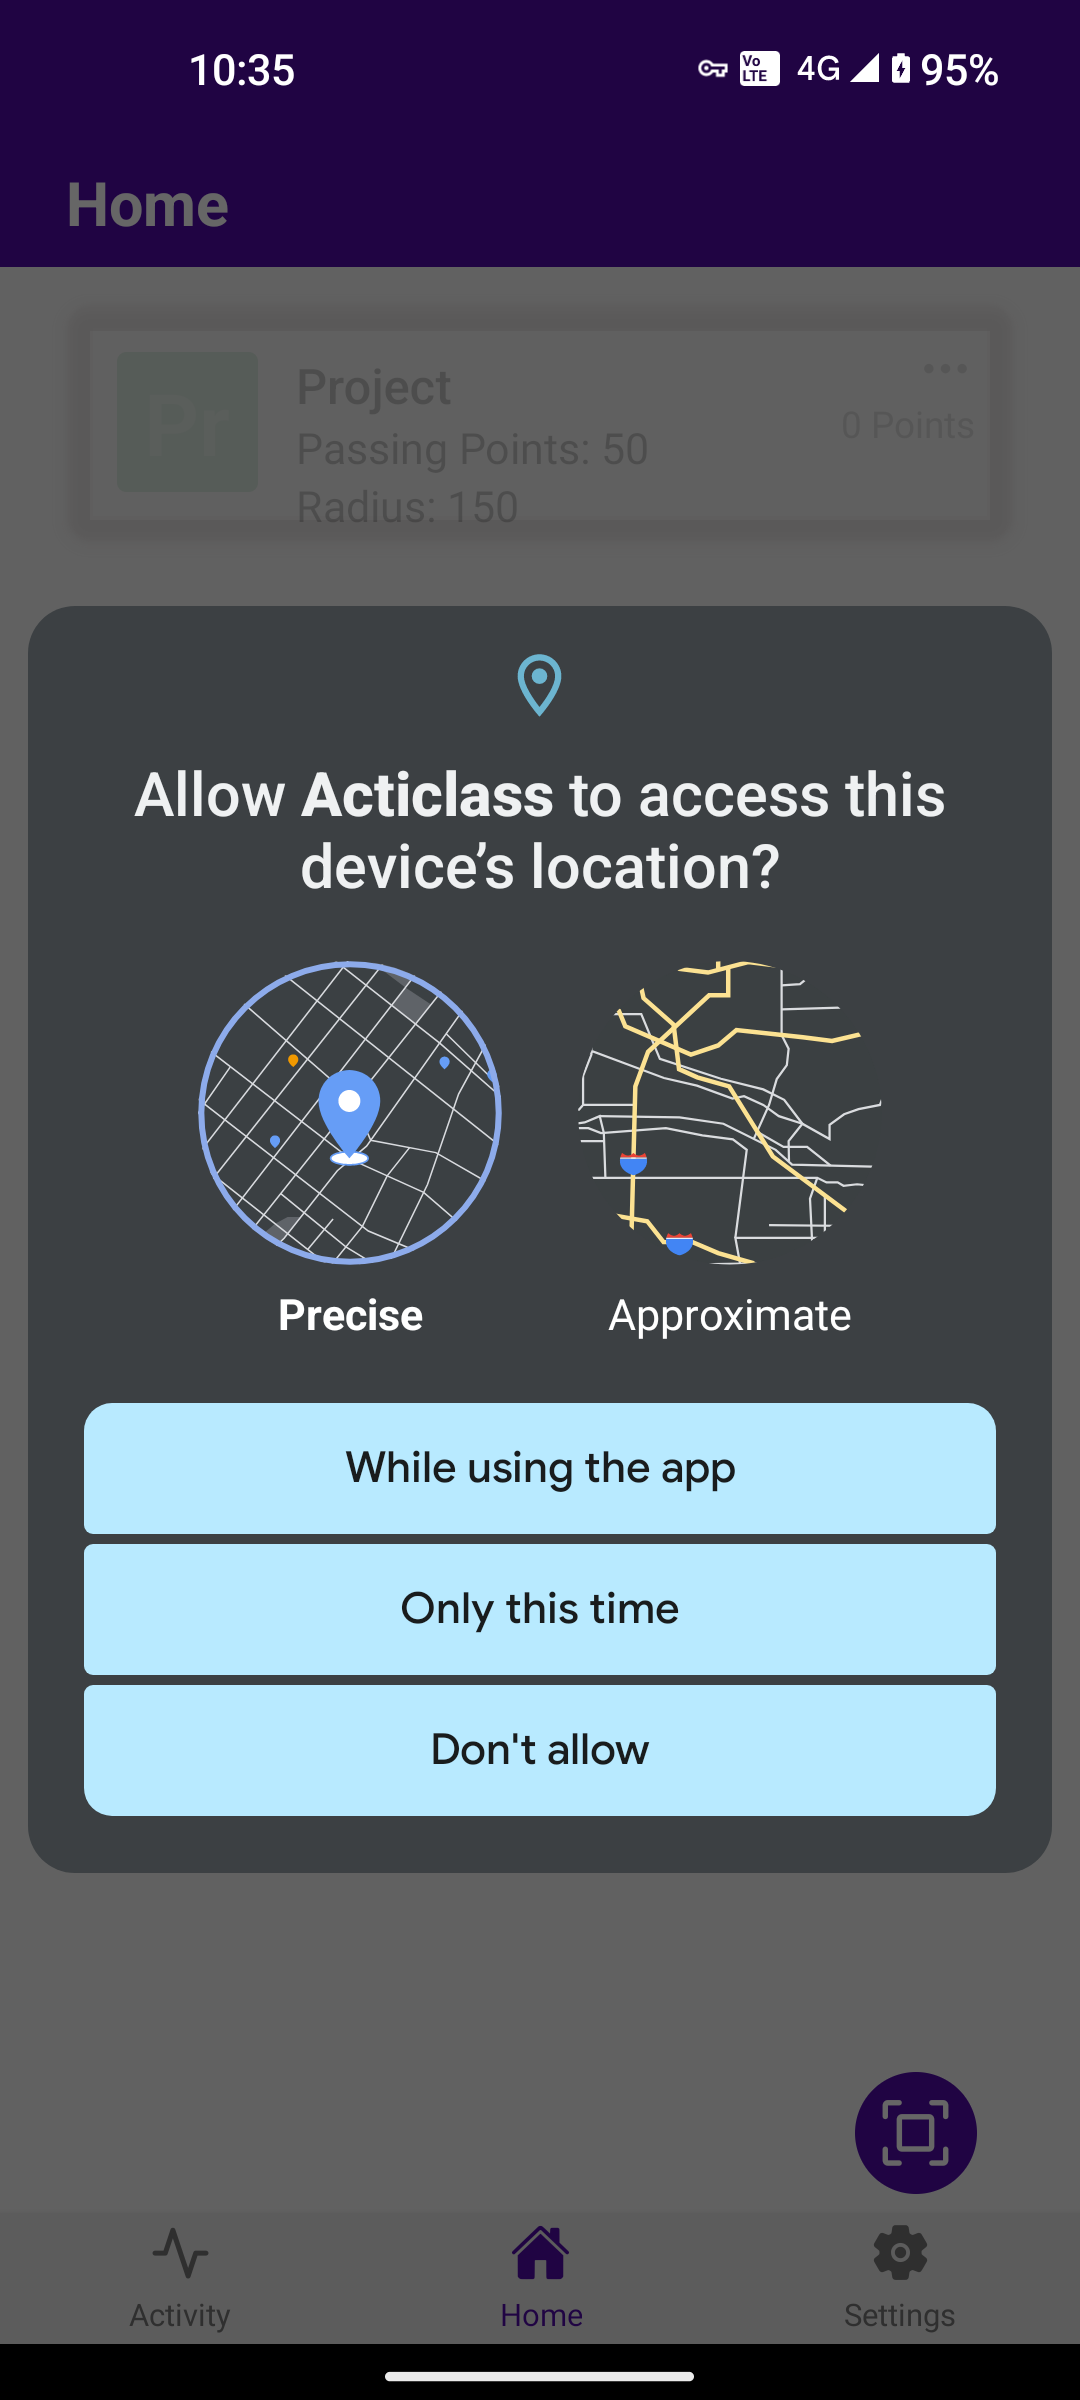 10:35
Vo LTE 4G 95%
Home
Pr
Project
Passing Points: 50
Radius: 150
0 Points
Allow Acticlass to access this
device’s location?
Precise
Approximate
While using the app
Only this time
Don't allow
Activity
Home
Settings